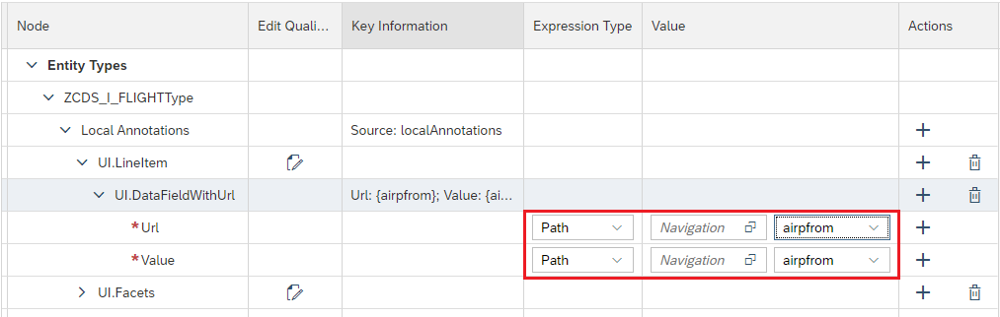 Node Edit Quali... Key Information Expression Type Value Actions
Entity Types
ZCDS_I_FLIGHTType
Local Annotations Source: localAnnotations
UI.LineItem
UI.DataFieldWithUrl Url: {airpfrom}; Value: {ai...
*Url Path Navigation airpfrom
*Value Path Navigation airpfrom
UI.Facets